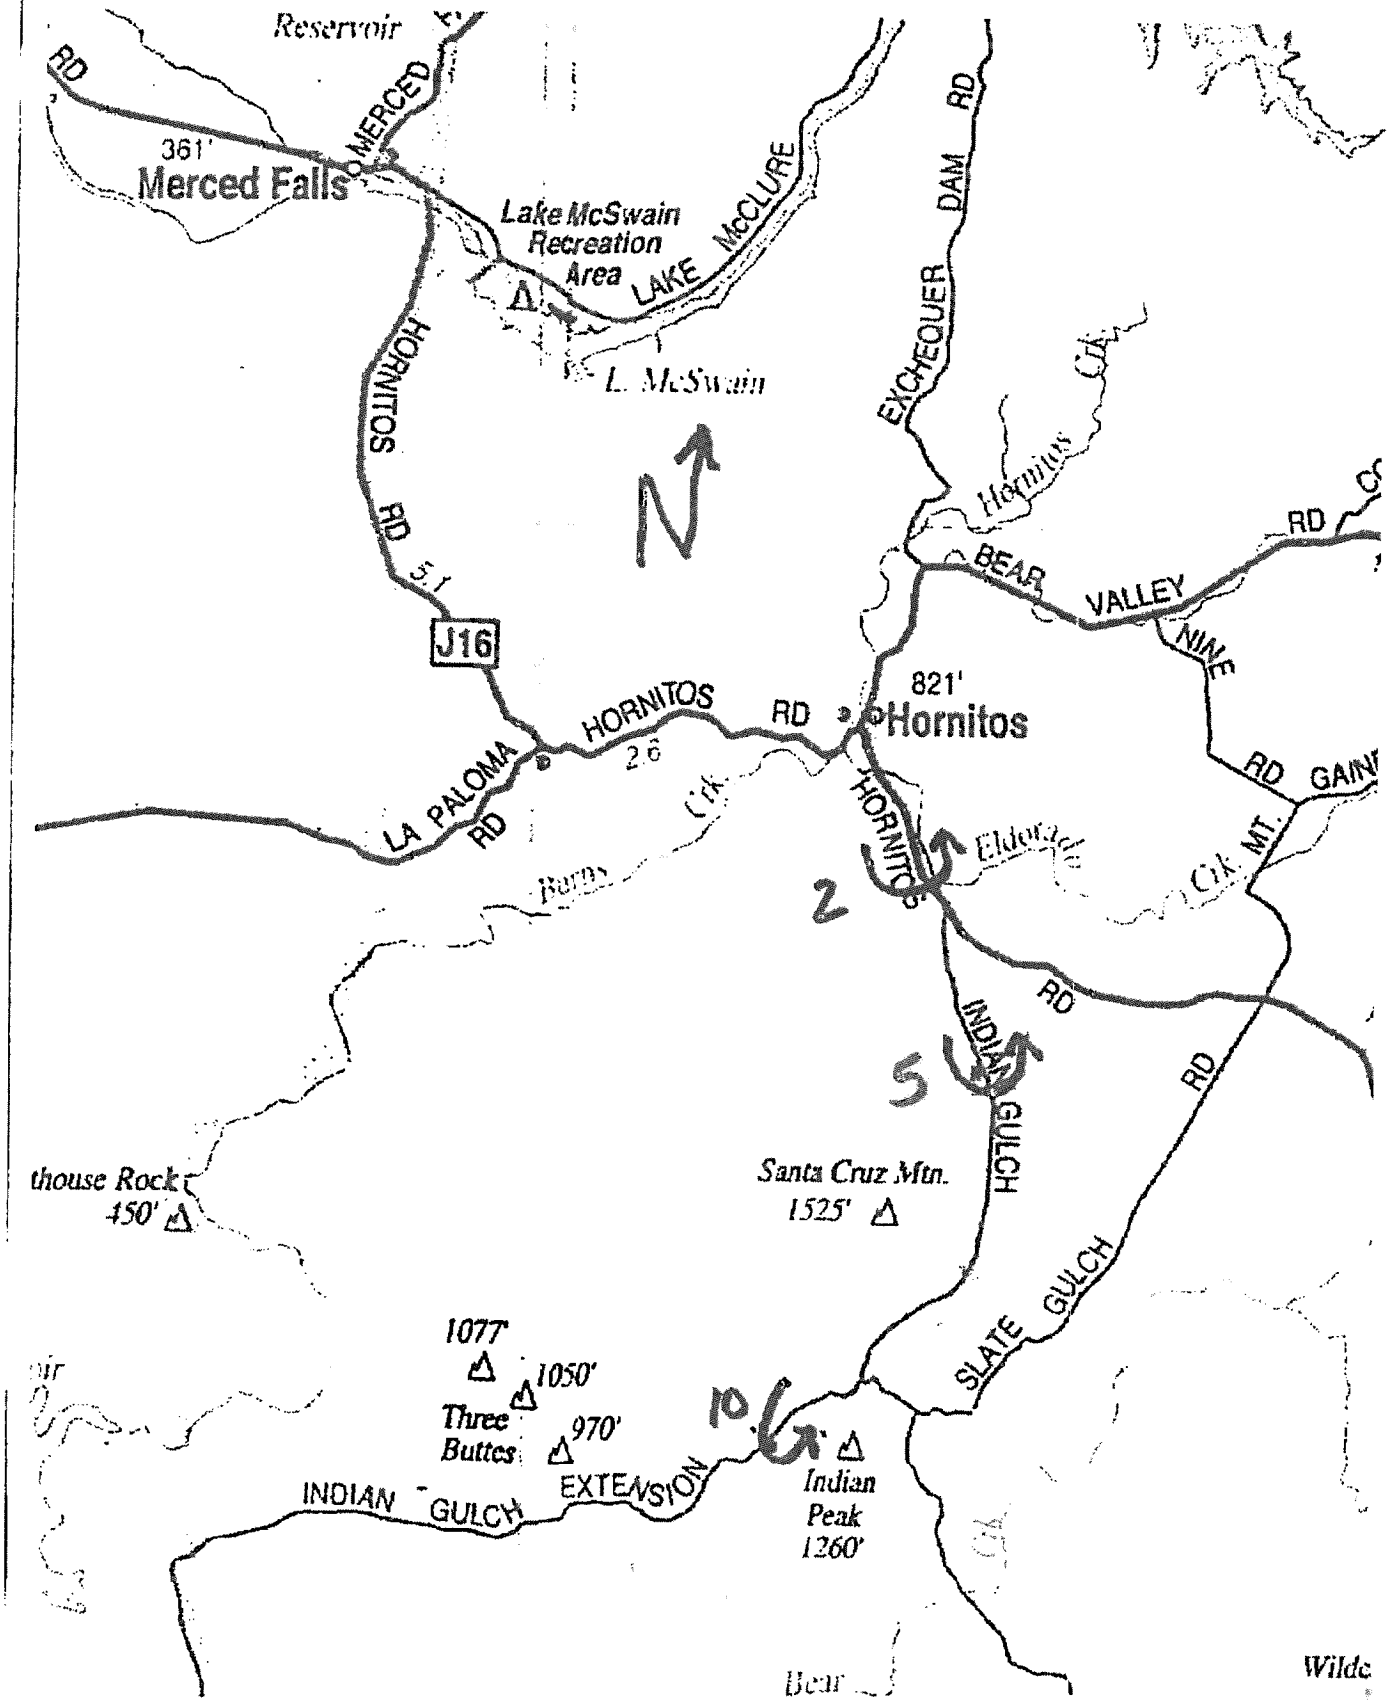 Reservoir
RD
MERCED
361'
Merced Falls
Lake McSwain
Recreation
Area
LAKE McCLURE
EXCHEQUER DAM RD
L. McSwain
HORNITOS RD
5.1
J16
N
Hornitos Crk
BEAR VALLEY RD
NINE
MT.
RD
821'
Hornitos
HORNITOS RD
2.6
LA PALOMA
RD
Burns Crk
HORNITOS
RD
2
Eldorado
Crk.
5
INDIAN GULCH
thouse Rock
450'
Santa Cruz Mtn.
1525'
SLATE GULCH RD
1077'
1050'
Three
Buttes
970'
10
Indian
Peak
1260'
INDIAN GULCH EXTENSION
Crk
Bear